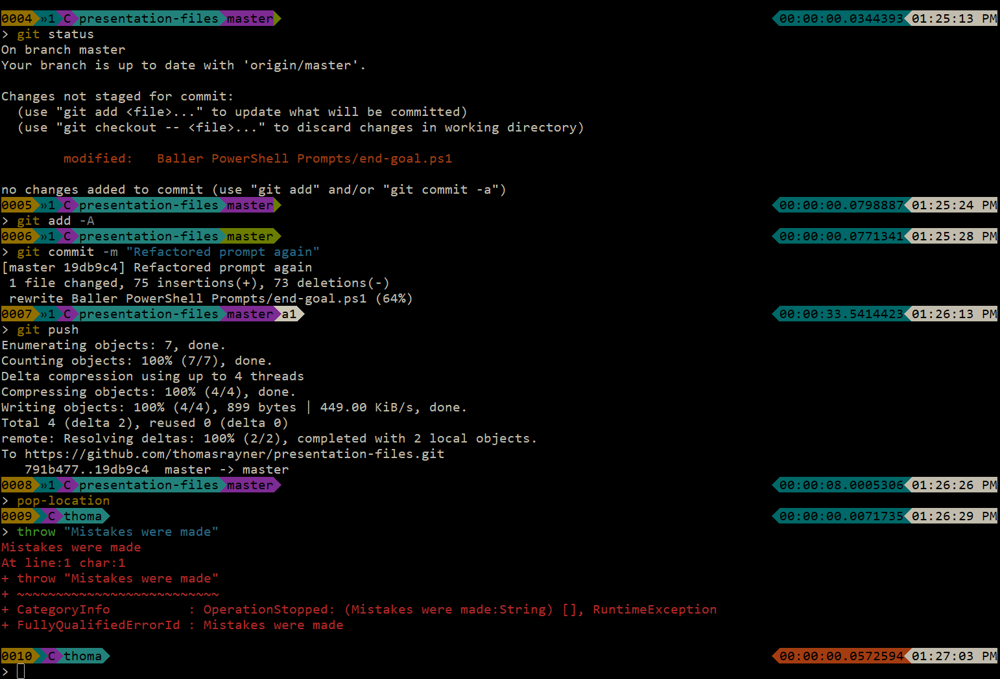 0004 »1 C presentation-files master 00:00:00.0344393 01:25:13 PM
> git status
On branch master
Your branch is up to date with 'origin/master'.
Changes not staged for commit:
(use "git add <file>..." to update what will be committed)
(use "git checkout -- <file>..." to discard changes in working directory)
modified: Baller PowerShell Prompts/end-goal.ps1
no changes added to commit (use "git add" and/or "git commit -a")
0005 »1 C presentation-files master 00:00:00.0798887 01:25:24 PM
> git add -A
0006 »1 C presentation-files master 00:00:00.0771341 01:25:28 PM
> git commit -m "Refactored prompt again"
[master 19db9c4] Refactored prompt again
1 file changed, 75 insertions(+), 73 deletions(-)
rewrite Baller PowerShell Prompts/end-goal.ps1 (64%)
0007 »1 C presentation-files master a1 00:00:33.5414423 01:26:13 PM
> git push
Enumerating objects: 7, done.
Counting objects: 100% (7/7), done.
Delta compression using up to 4 threads
Compressing objects: 100% (4/4), done.
Writing objects: 100% (4/4), 899 bytes | 449.00 KiB/s, done.
Total 4 (delta 2), reused 0 (delta 0)
remote: Resolving deltas: 100% (2/2), completed with 2 local objects.
To https://github.com/thomasrayner/presentation-files.git
791b477..19db9c4 master -> master
0008 »1 C presentation-files master 00:00:08.0005306 01:26:26 PM
> pop-location
0009 C thoma 00:00:00.0071735 01:26:29 PM
> throw "Mistakes were made"
Mistakes were made
At line:1 char:1
+ throw "Mistakes were made"
+ ~~~~~~~~~~~~~~~~~~~~~~~~~~
+ CategoryInfo : OperationStopped: (Mistakes were made:String) [], RuntimeException
+ FullyQualifiedErrorId : Mistakes were made
0010 C thoma 00:00:00.0572594 01:27:03 PM
>